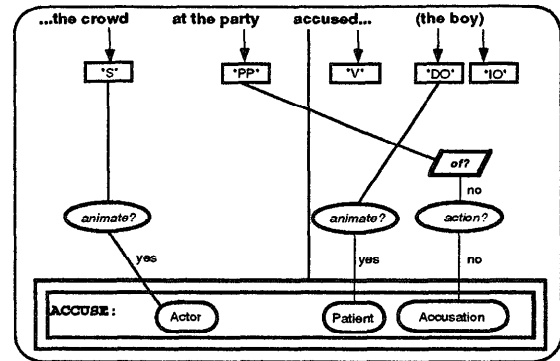 ...the crowd at the party accused... (the boy)
*S* *PP* *V* *DO* *IO*
of?
no
animate? animate? action?
yes yes no
ACCUSE: Actor Patient Accusation